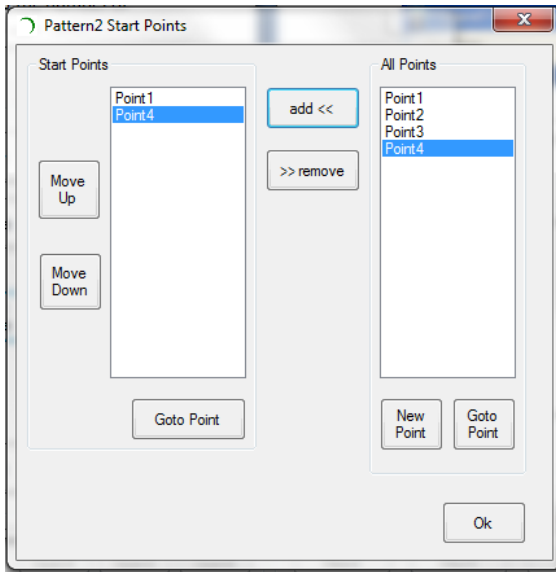 Pattern2 Start Points
Start Points
Point1
Point4
Move
Up
Move
Down
Goto Point
add <<
>> remove
All Points
Point1
Point2
Point3
Point4
New
Point
Goto
Point
Ok